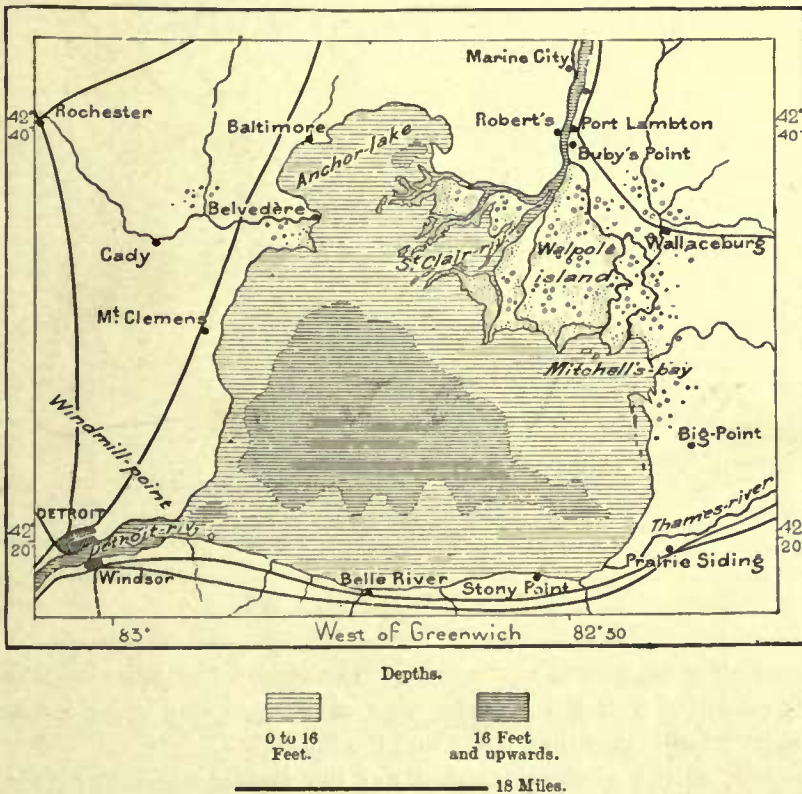 Marine City
42°
40'
Rochester
Baltimore
Robert's
Port Lambton
42°
40'
Anchor-lake
Buby's Point
Belvedère
Cady
St Clair-riv.
Walpole
island
Wallaceburg
Mt. Clemens
Mitchell's-bay
Windmill-point
Big-Point
DETROIT
Detroit-riv.
Thames-river
42°
20'
42°
20'
Windsor
Belle River
Stony Point
Prairie Siding
83°
West of Greenwich
82°30
Depths.
0 to 16
Feet.
16 Feet
and upwards.
18 Miles.